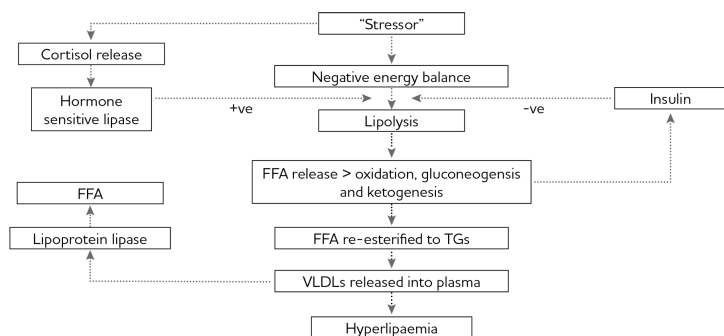 “Stressor”
Cortisol release
Negative energy balance
Hormone
sensitive lipase
+ve
-ve
Insulin
Lipolysis
FFA release > oxidation, gluconeogensis
and ketogenesis
FFA
Lipoprotein lipase
FFA re-esterified to TGs
VLDLs released into plasma
Hyperlipaemia